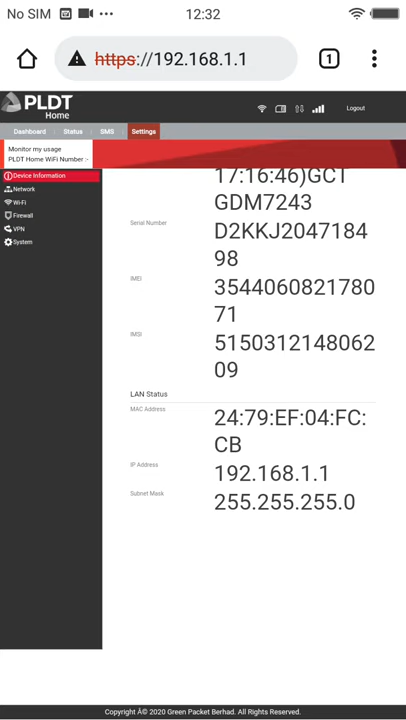 No SIM 12:32
https://192.168.1.1 1
PLDT
Home
Logout
Dashboard Status SMS Settings
Monitor my usage
PLDT Home WiFi Number :-
Device Information
Network
Wi-Fi
Firewall
VPN
System
17:16:46)GCT
GDM7243
Serial Number
D2KKJ2047184
98
IMEI
3544060821780
71
IMSI
5150312148062
09
LAN Status
MAC Address
24:79:EF:04:FC:
CB
IP Address
192.168.1.1
Subnet Mask
255.255.255.0
Copyright Â© 2020 Green Packet Berhad. All Rights Reserved.